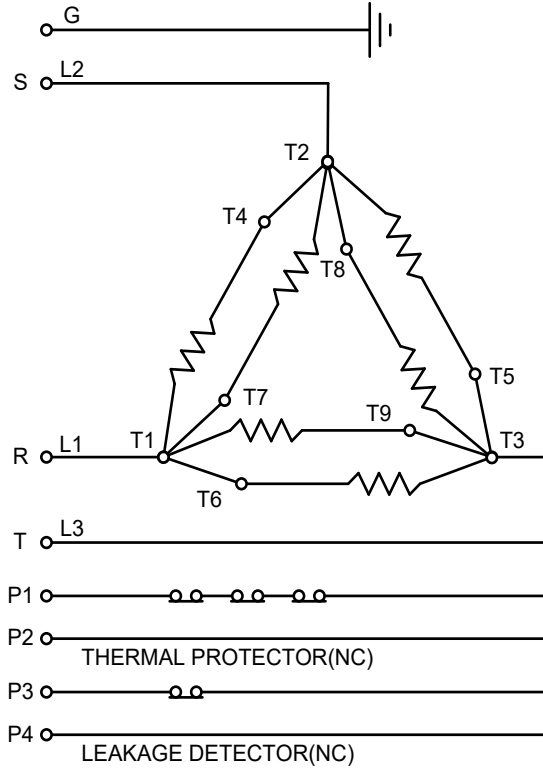 G
S L2
T2
T4
T8
T7
T5
T9
R L1 T1 T3
T6
T L3
P1
P2
THERMAL PROTECTOR(NC)
P3
P4
LEAKAGE DETECTOR(NC)